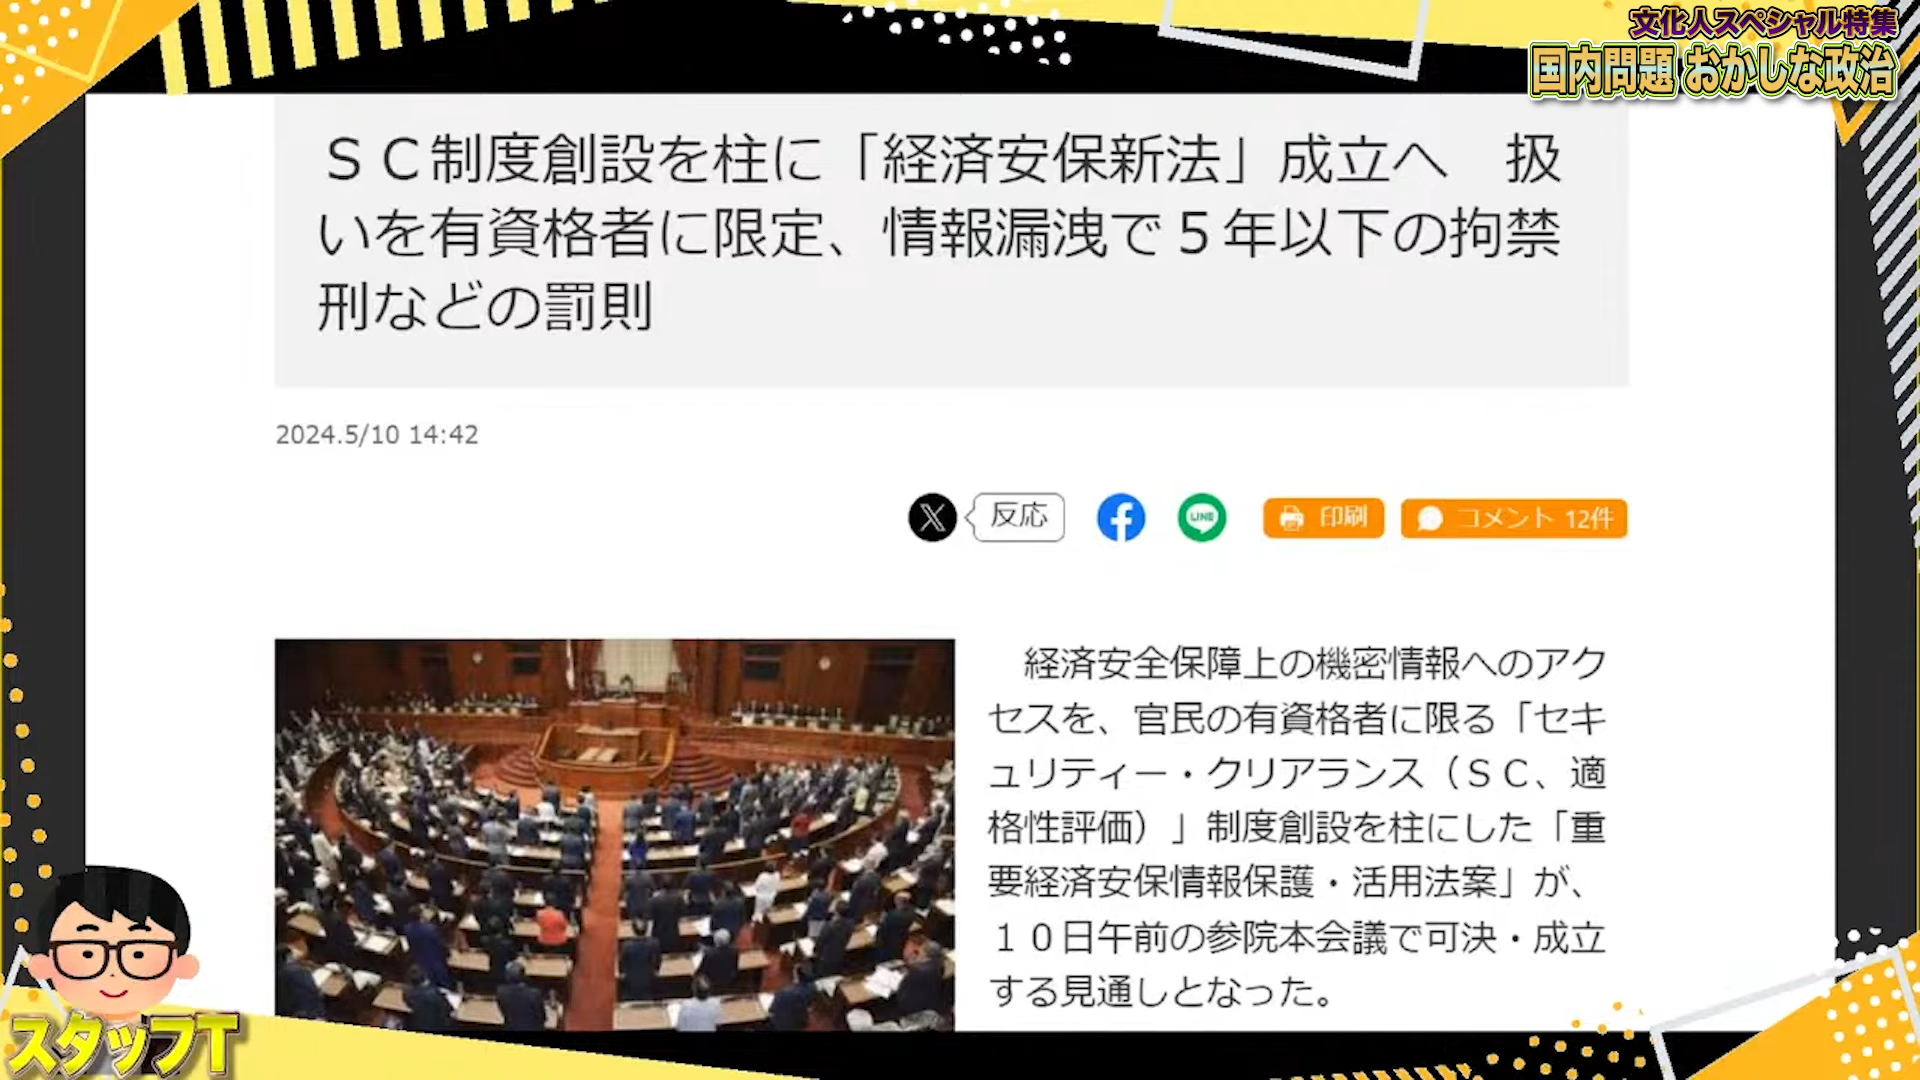 文化人スペシャル特集
国内問題 おかしな政治
ＳＣ制度創設を柱に「経済安保新法」成立へ　扱
いを有資格者に限定、情報漏洩で５年以下の拘禁
刑などの罰則
2024.5/10 14:42
反応
LINE
印刷
コメント 12件
経済安全保障上の機密情報へのアク
セスを、官民の有資格者に限る「セキ
ュリティー・クリアランス（ＳＣ、適
格性評価）」制度創設を柱にした「重
要経済安保情報保護・活用法案」が、
１０日午前の参院本会議で可決・成立
する見通しとなった。
スタッフT